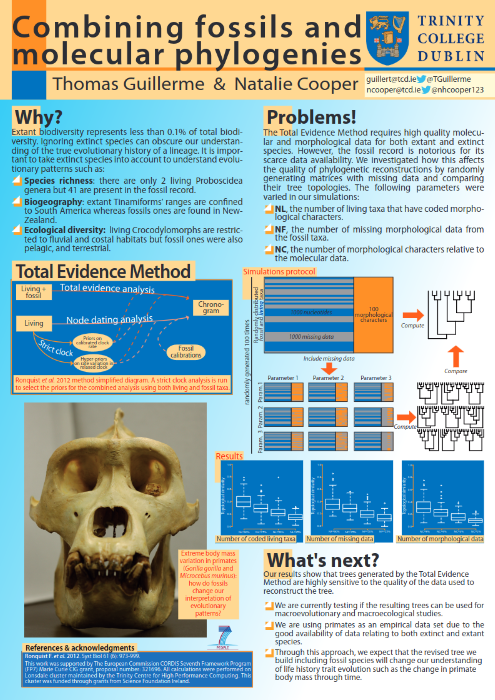 Combining fossils and
molecular phylogenies
TRINITY
COLLEGE
DUBLIN
Thomas Guillerme & Natalie Cooper
guillert@tcd.ie @TGuillerme
ncooper@tcd.ie @nhcooper123
Why?
Extant biodiversity represents less than 0.1% of total biodi-
versity. Ignoring extinct species can obscure our understan-
ding of the true evolutionary history of a lineage. It is impor-
tant to take extinct species into account to understand evolu-
tionary patterns such as:
Species richness: there are only 2 living Proboscidea
genera but 41 are present in the fossil record.
Biogeography: extant Tinamiforms' ranges are confined
to South America whereas fossils ones are found in New-
Zealand.
Ecological diversity: living Crocodylomorphs are restric-
ted to fluvial and costal habitats but fossil ones were also
pelagic, and terrestrial.
Problems!
The Total Evidence Method requires high quality molecu-
lar and morphological data for both extant and extinct
species. However, the fossil record is notorious for its
scarce data availability. We investigated how this affects
the quality of phylogenetic reconstructions by randomly
generating matrices with missing data and comparing
their tree topologies. The following parameters were
varied in our simulations:
NL, the number of living taxa that have coded morpho-
logical characters.
NF, the number of missing morphological data from
the fossil taxa.
NC, the number of morphological characters relative to
the molecular data.
Total Evidence Method
Living +
fossil
Total evidence analysis
Chrono-
gram
Living
Node dating analysis
Strict clock
Priors on
calibrated clock
rate
Fossil
calibrations
Ronquist et al. 2012 method simplified diagram. A strict clock analysis is run
to select the priors for the combined analysis using both living and fossil taxa.
Simulations protocol
randomly generated 100 times
100
morphological
characters
1000 missing data
Compute
Include missing data
Compare
Parameter 1 Parameter 2 Parameter 3
Param. 1
Param. 2
Param. 3
Compute
Results
Number of coded living taxa
Number of missing data
Number of morphological data
Extreme body mass
variation in primates
(Gorilla gorilla and
Microcebus murinus):
how do fossils
change our
interpretation of
evolutionary
patterns?
What's next?
Our results show that trees generated by the Total Evidence
Method are highly sensitive to the quality of the data used to
reconstruct the tree.
We are currently testing if the resulting trees can be used for
macroevolutionary and macroecological studies.
We are using primates as an empirical data set due to the
good availability of data relating to both extinct and extant
species.
Through this approach, we expect that the revised tree we
build including fossil species will change our understanding
of life history trait evolution such as the change in primate
body mass through time.
PEOPLE
References & acknowledgments
Ronquist F. et al. 2012. Syst Biol 61 (6), 973-999.
This work was supported by the European Commission CORDIS Seventh Framework Program
(FP7) Marie Curie CIG grant; proposal number: 321696. All calculations were performed on
Lonsdale cluster maintained by the Trinity Centre for High Performance Computing. This
cluster was funded through grants from Science Foundation Ireland.